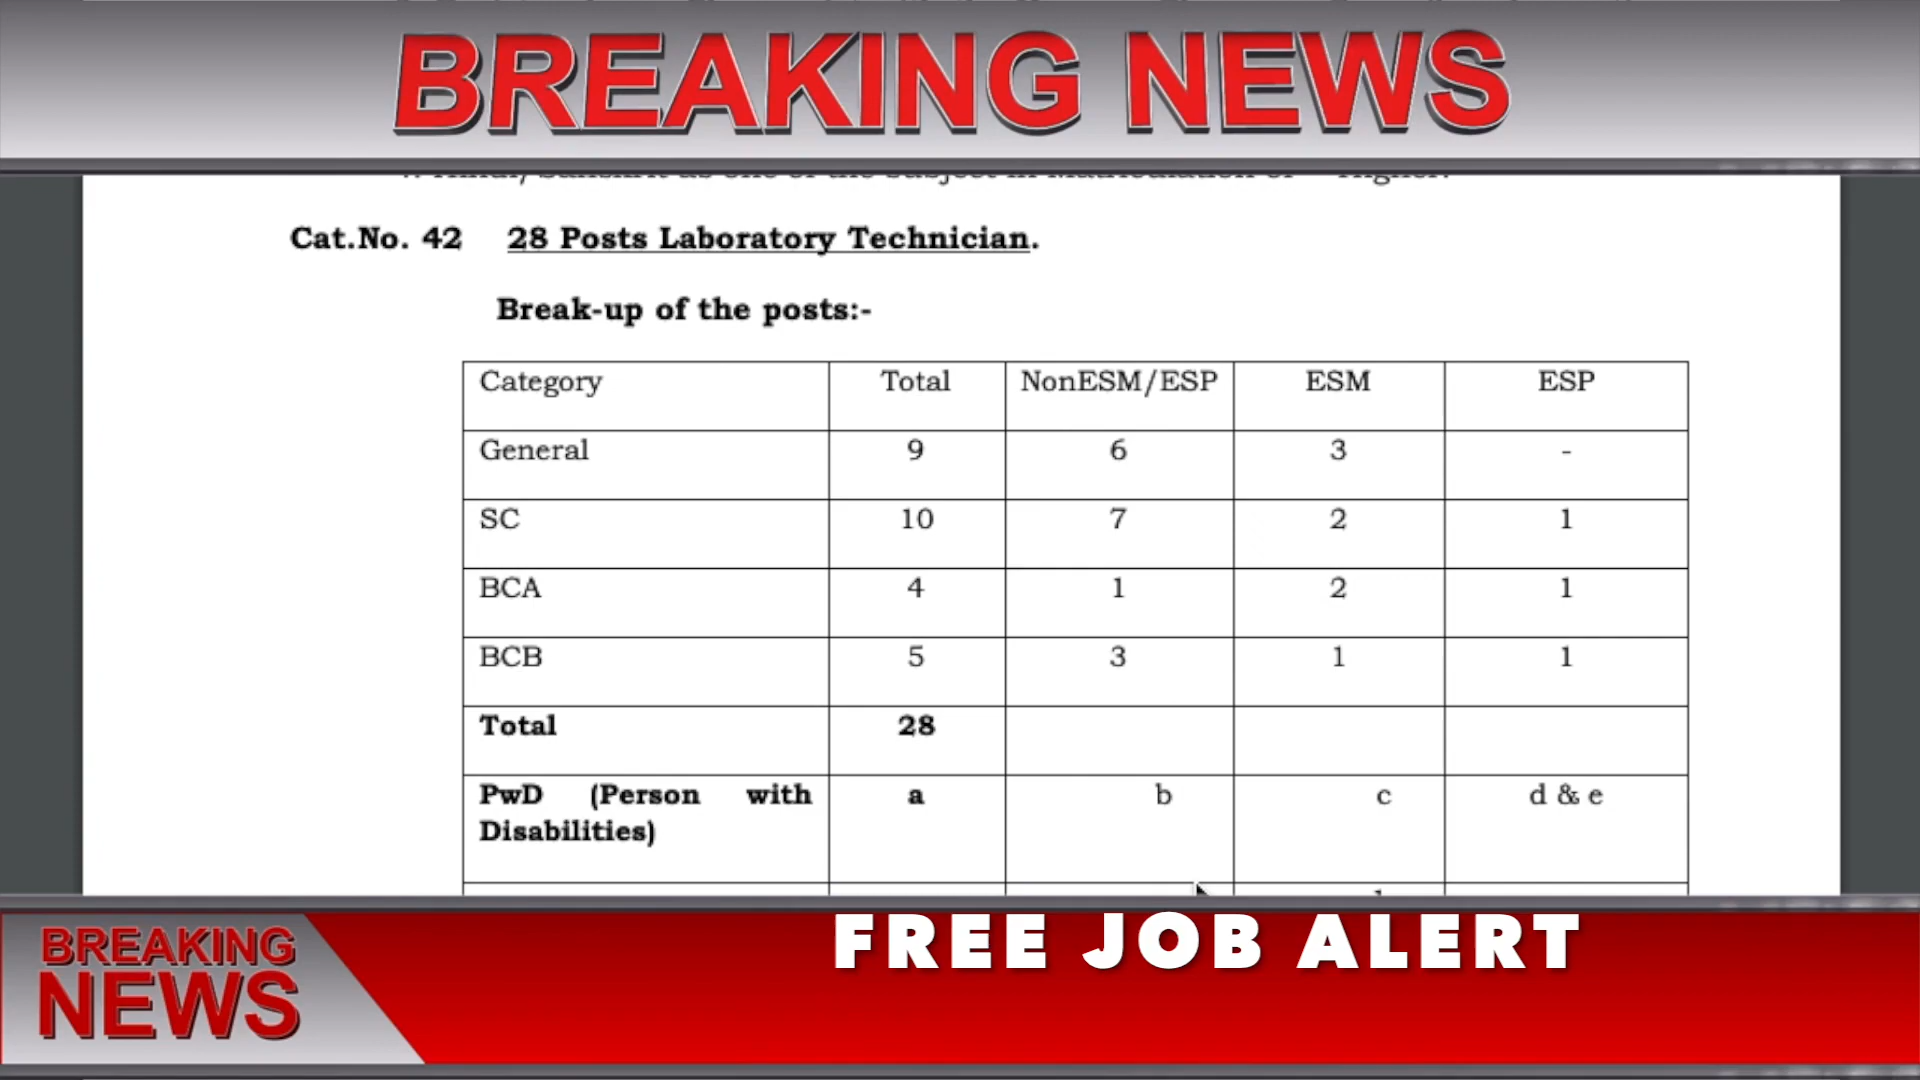 BREAKING NEWS
Cat.No. 42 28 Posts Laboratory Technician.
Break-up of the posts:-
Category Total NonESM/ESP ESM ESP
General 9 6 3 -
SC 10 7 2 1
BCA 4 1 2 1
BCB 5 3 1 1
Total 28
PwD (Person with a b c d & e
Disabilities)
FREE JOB ALERT
BREAKING
NEWS